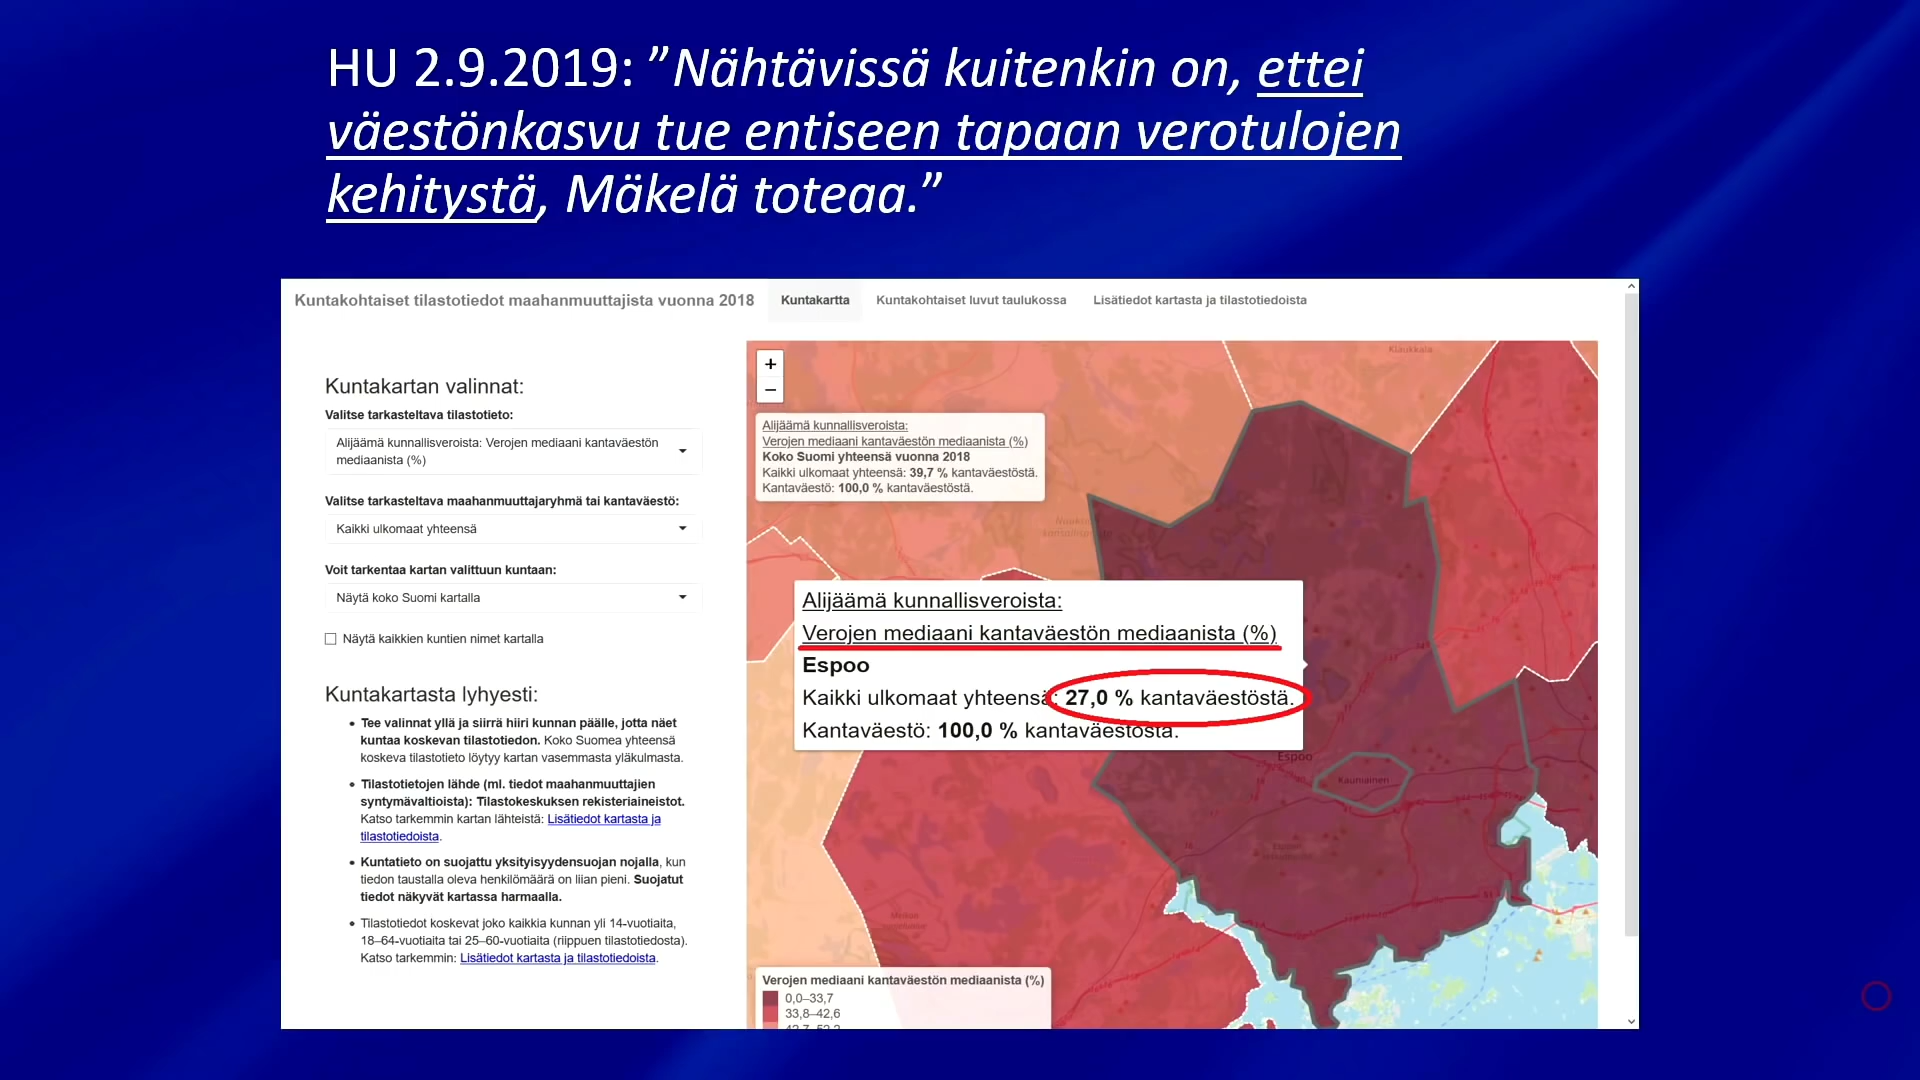 HU 2.9.2019: ”Nähtävissä kuitenkin on, ettei
väestönkasvu tue entiseen tapaan verotulojen
kehitystä, Mäkelä toteaa.”
Kuntakohtaiset tilastotiedot maahanmuuttajista vuonna 2018
Kuntakartta
Kuntakohtaiset luvut taulukossa
Lisätiedot kartasta ja tilastotiedoista
Kuntakartan valinnat:
Valitse tarkasteltava tilastotieto:
Alijäämä kunnallisveroista: Verojen mediaani kantaväestön
mediaanista (%)
Valitse tarkasteltava maahanmuuttajaryhmä tai kantaväestö:
Kaikki ulkomaat yhteensä
Voit tarkentaa kartan valittuun kuntaan:
Näytä koko Suomi kartalla
Näytä kaikkien kuntien nimet kartalla
Kuntakartasta lyhyesti:
• Tee valinnat yllä ja siirrä hiiri kunnan päälle, jotta näet
kuntaa koskevan tilastotiedon. Koko Suomea yhteensä
koskeva tilastotieto löytyy kartan vasemmasta yläkulmasta.
• Tilastotietojen lähde (ml. tiedot maahanmuuttajien
syntymävaltioista): Tilastokeskuksen rekisteriaineistot.
Katso tarkemmin kartan lähteistä: Lisätiedot kartasta ja
tilastotiedoista.
• Kuntatieto on suojattu yksityisyydensuojan nojalla, kun
tiedon taustalla oleva henkilömäärä on liian pieni. Suojatut
tiedot näkyvät kartassa harmaalla.
• Tilastotiedot koskevat joko kaikkia kunnan yli 14-vuotiaita,
18–64-vuotiaita tai 25–60-vuotiaita (riippuen tilastotiedosta).
Katso tarkemmin: Lisätiedot kartasta ja tilastotiedoista.
+
−
Alijäämä kunnallisveroista:
Verojen mediaani kantaväestön mediaanista (%)
Koko Suomi yhteensä vuonna 2018
Kaikki ulkomaat yhteensä: 39,7 % kantaväestöstä.
Kantaväestö: 100,0 % kantaväestöstä.
Klaukkala
Alijäämä kunnallisveroista:
Verojen mediaani kantaväestön mediaanista (%)
Espoo
Kaikki ulkomaat yhteensä: 27,0 % kantaväestöstä.
Kantaväestö: 100,0 % kantaväestöstä.
Espoo
Kauniainen
Verojen mediaani kantaväestön mediaanista (%)
0,0–33,7
33,8–42,6